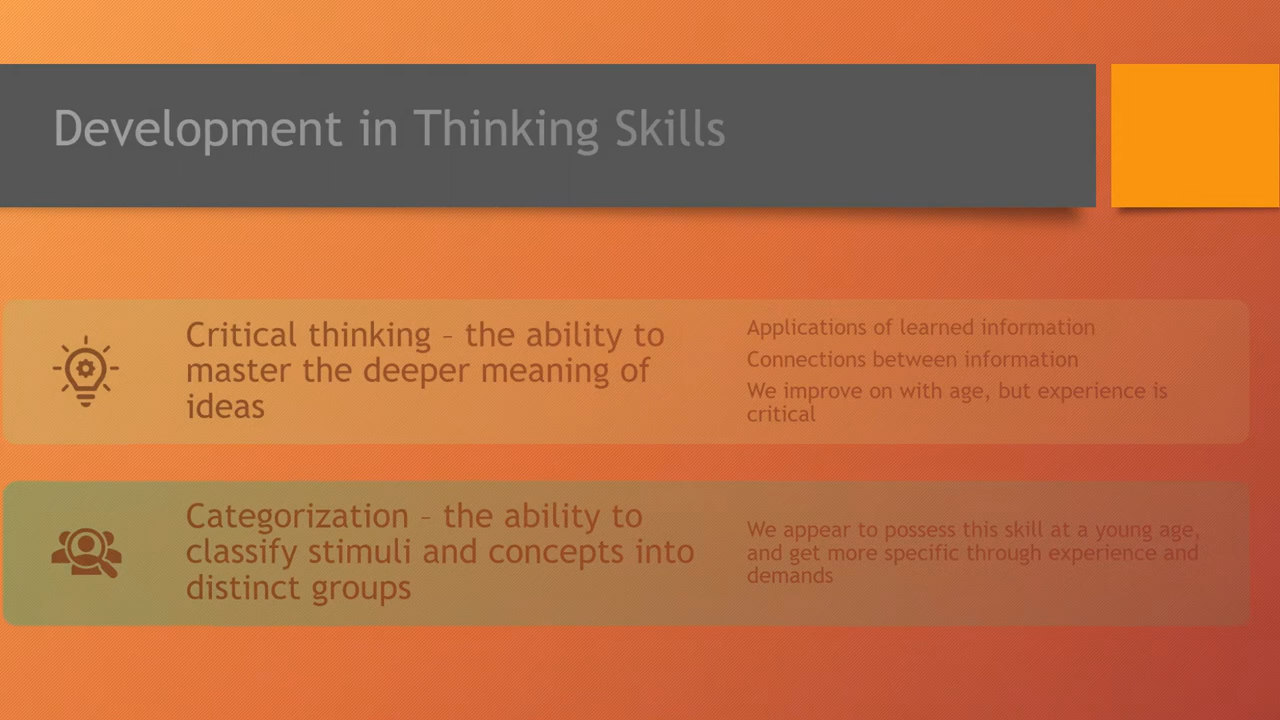 Development in Thinking Skills
Critical thinking – the ability to
master the deeper meaning of
ideas
Applications of learned information
Connections between information
We improve on with age, but experience is
critical
Categorization – the ability to
classify stimuli and concepts into
distinct groups
We appear to possess this skill at a young age,
and get more specific through experience and
demands